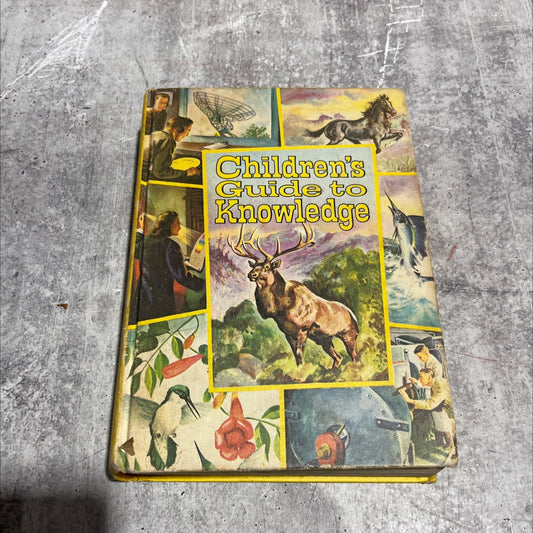 Children's
Guide to
Knowledge